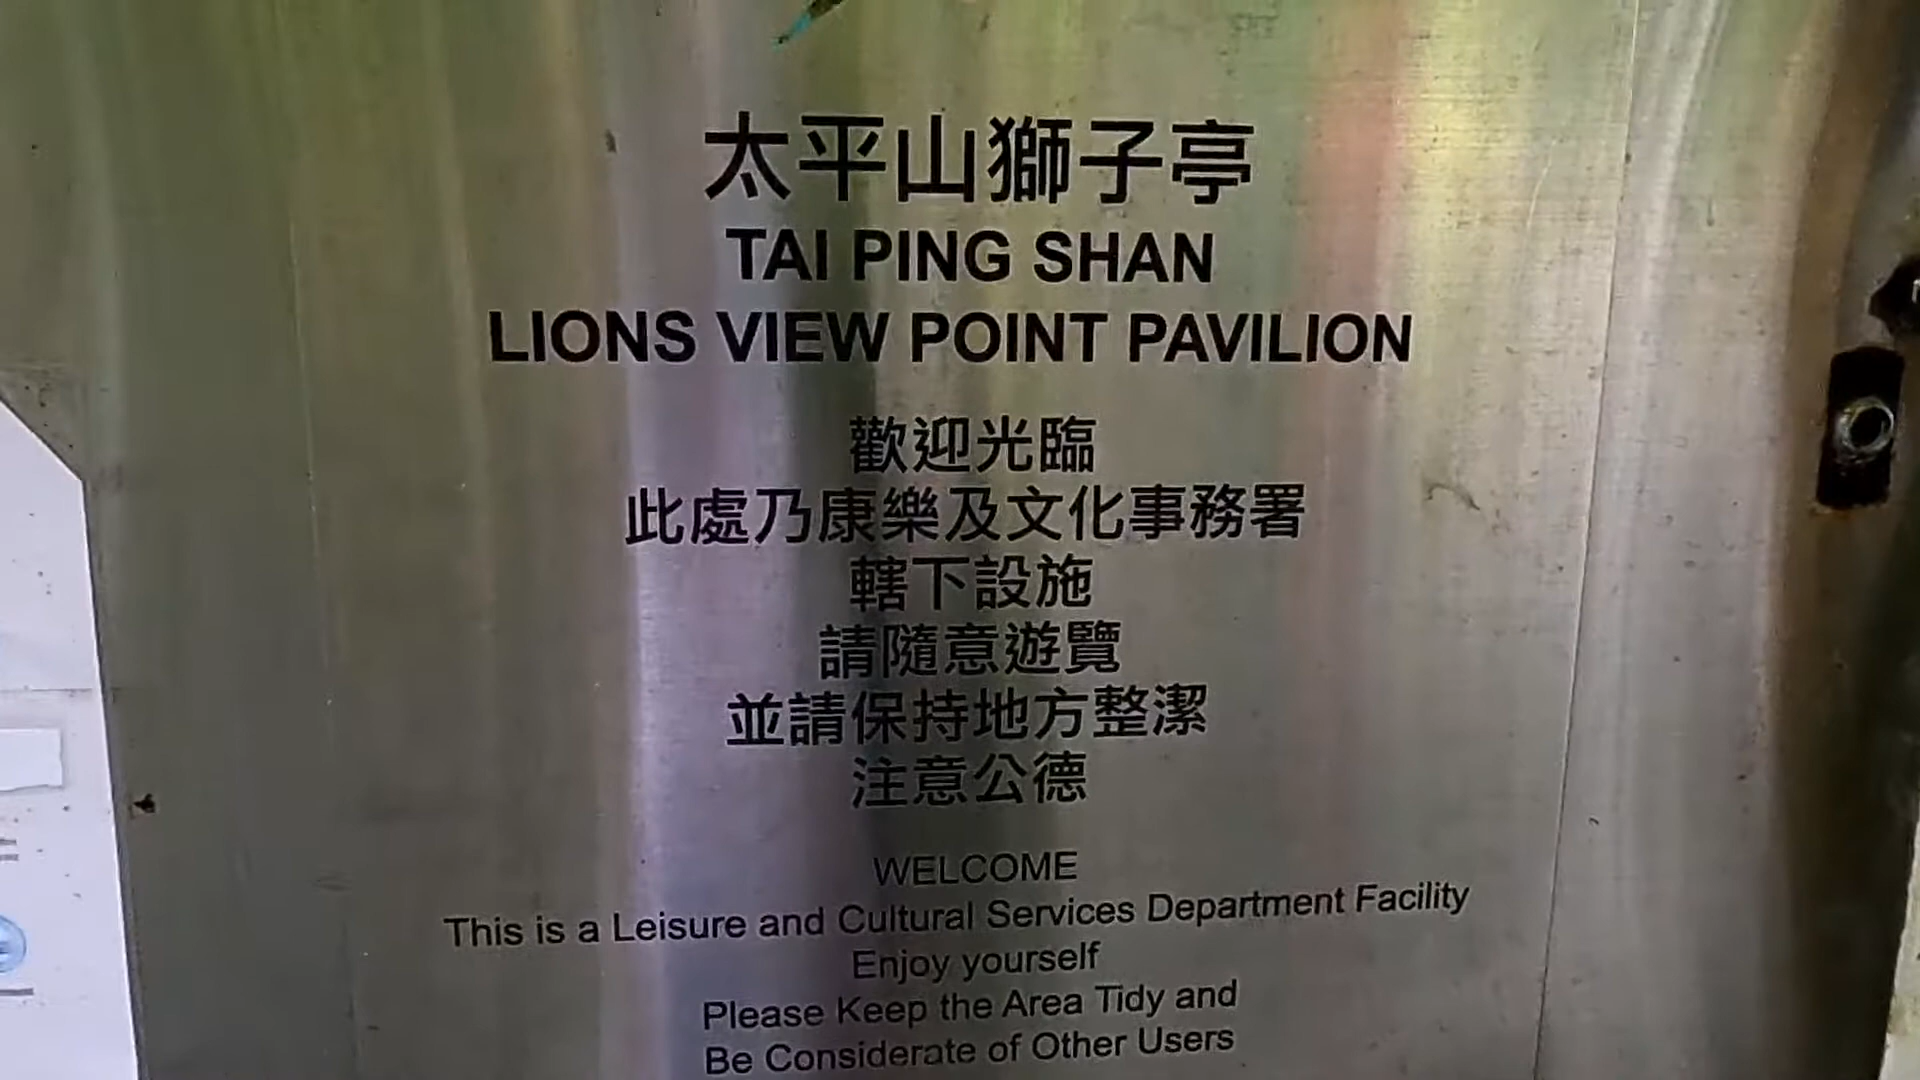 太平山獅子亭
TAI PING SHAN
LIONS VIEW POINT PAVILION
歡迎光臨
此處乃康樂及文化事務署
轄下設施
請隨意遊覽
並請保持地方整潔
注意公德
WELCOME
This is a Leisure and Cultural Services Department Facility
Enjoy yourself
Please Keep the Area Tidy and
Be Considerate of Other Users